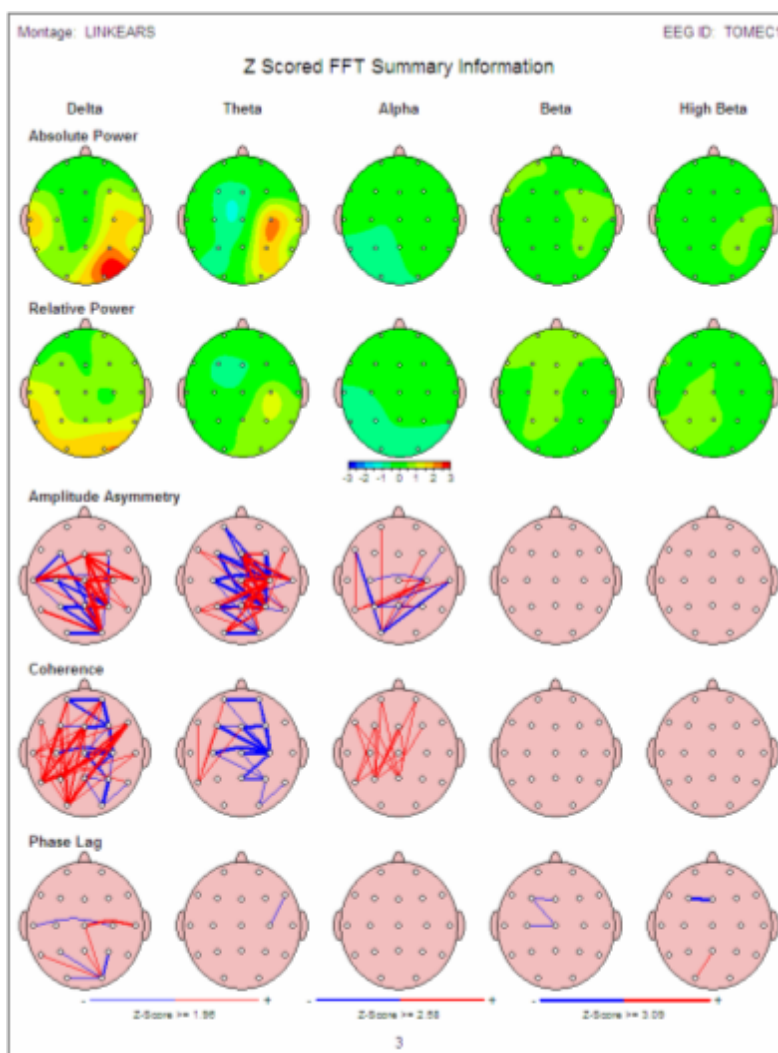 Montage: LINKEARS EEG ID: TOMEC1
Z Scored FFT Summary Information
Delta Theta Alpha Beta High Beta
Absolute Power
Relative Power
-3 -2 -1 0 1 2 3
Amplitude Asymmetry
Coherence
Phase Lag
- + - + - +
Z-Score >= 1.96 Z-Score >= 2.58 Z-Score >= 3.09
3